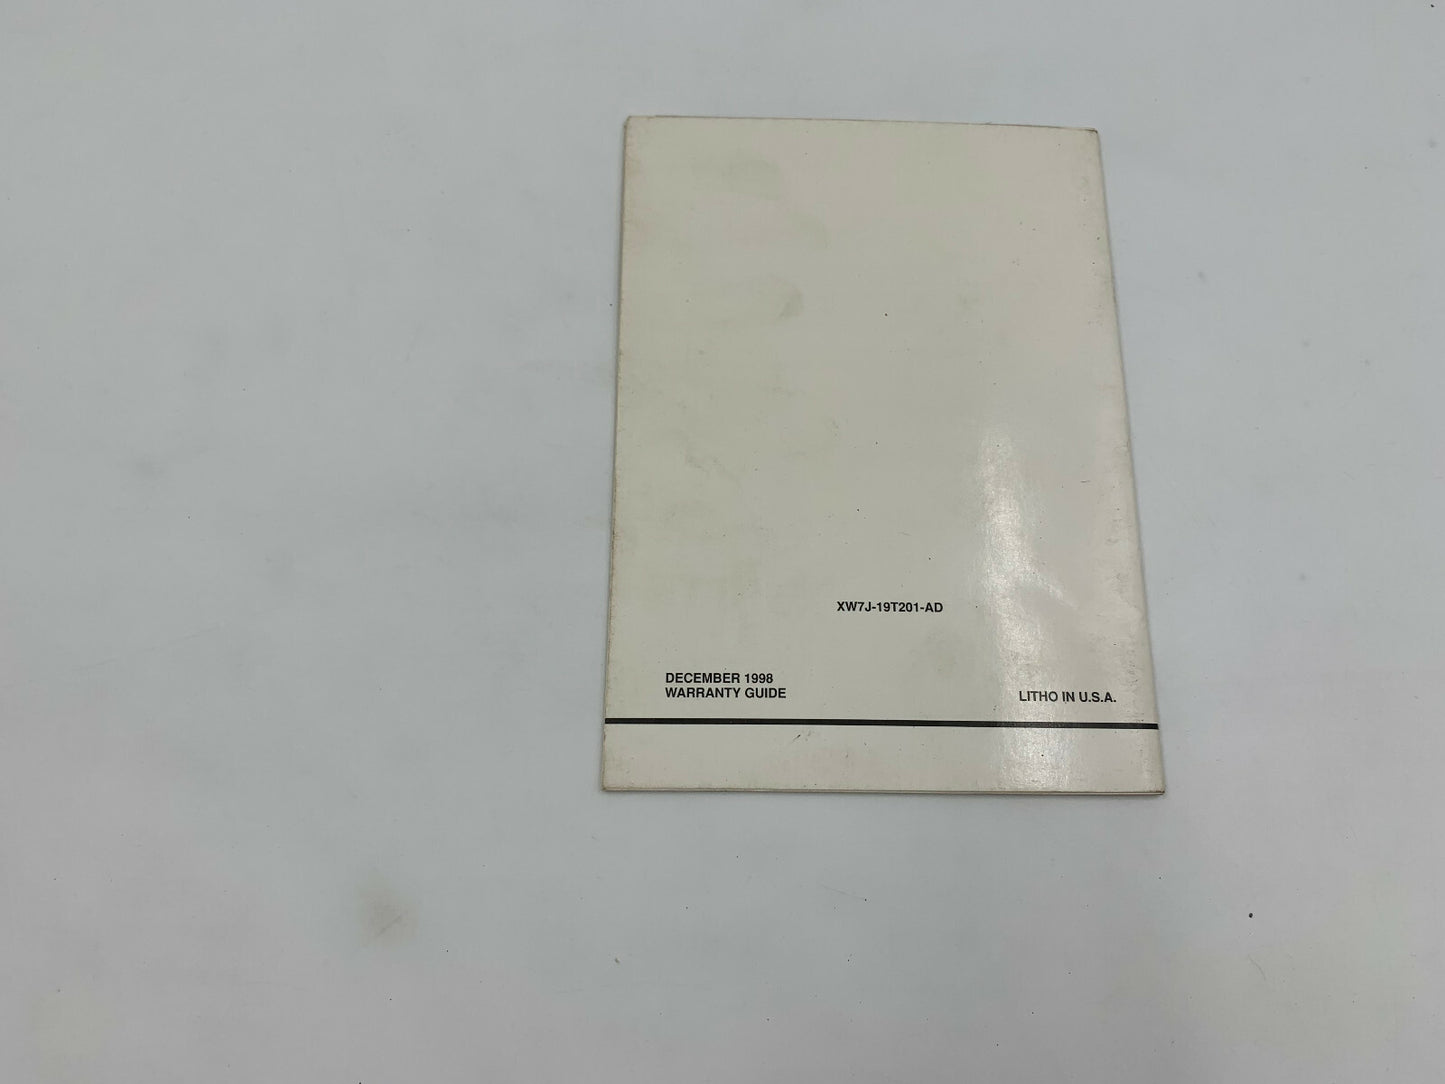 XW7J-19T201-AD
DECEMBER 1998
WARRANTY GUIDE
LITHO IN U.S.A.